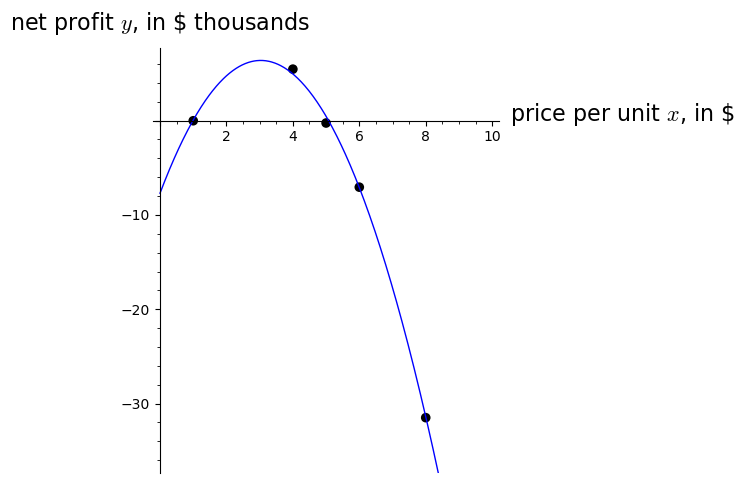 net profit y, in $ thousands
price per unit x, in $
2 4 6 8 10
−10
−20
−30